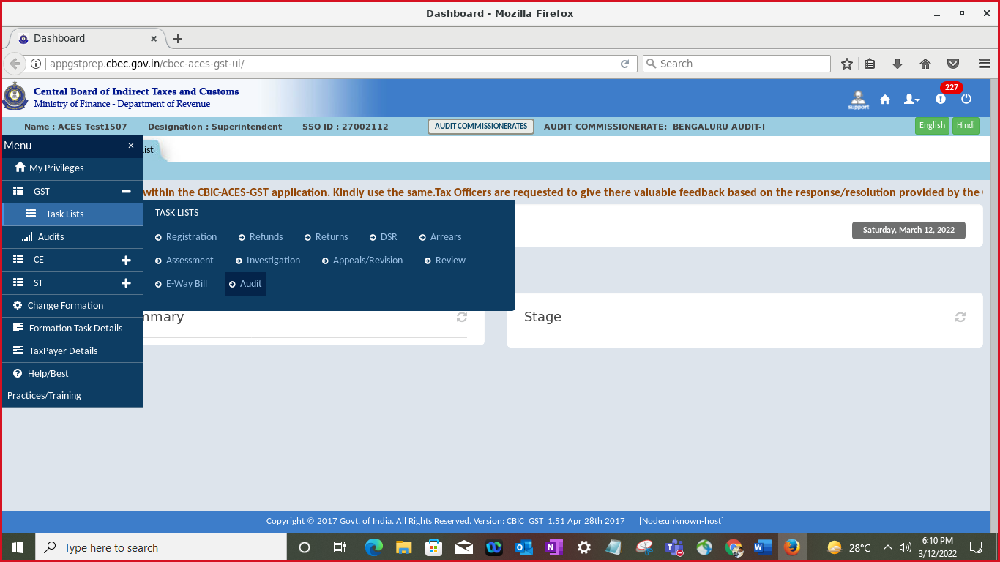 Dashboard - Mozilla Firefox
Dashboard
appgstprep.cbec.gov.in/cbec-aces-gst-ui/
Search
Central Board of Indirect Taxes and Customs
Ministry of Finance - Department of Revenue
support
227
Name : ACES Test1507 Designation : Superintendent SSO ID : 27002112 AUDIT COMMISSIONERATES AUDIT COMMISSIONERATE: BENGALURU AUDIT-I English Hindi
Menu ×
ist
My Privileges
GST
within the CBIC-ACES-GST application. Kindly use the same.Tax Officers are requested to give there valuable feedback based on the response/resolution provided by the
Task Lists
TASK LISTS
Saturday, March 12, 2022
Audits
Registration Refunds Returns DSR Arrears
CE
Assessment Investigation Appeals/Revision Review
ST
E-Way Bill Audit
Change Formation
mmary
Stage
Formation Task Details
TaxPayer Details
Help/Best
Practices/Training
Copyright © 2017 Govt. of India. All Rights Reserved. Version: CBIC_GST_1.51 Apr 28th 2017 [Node:unknown-host]
Type here to search
28°C
6:10 PM
3/12/2022